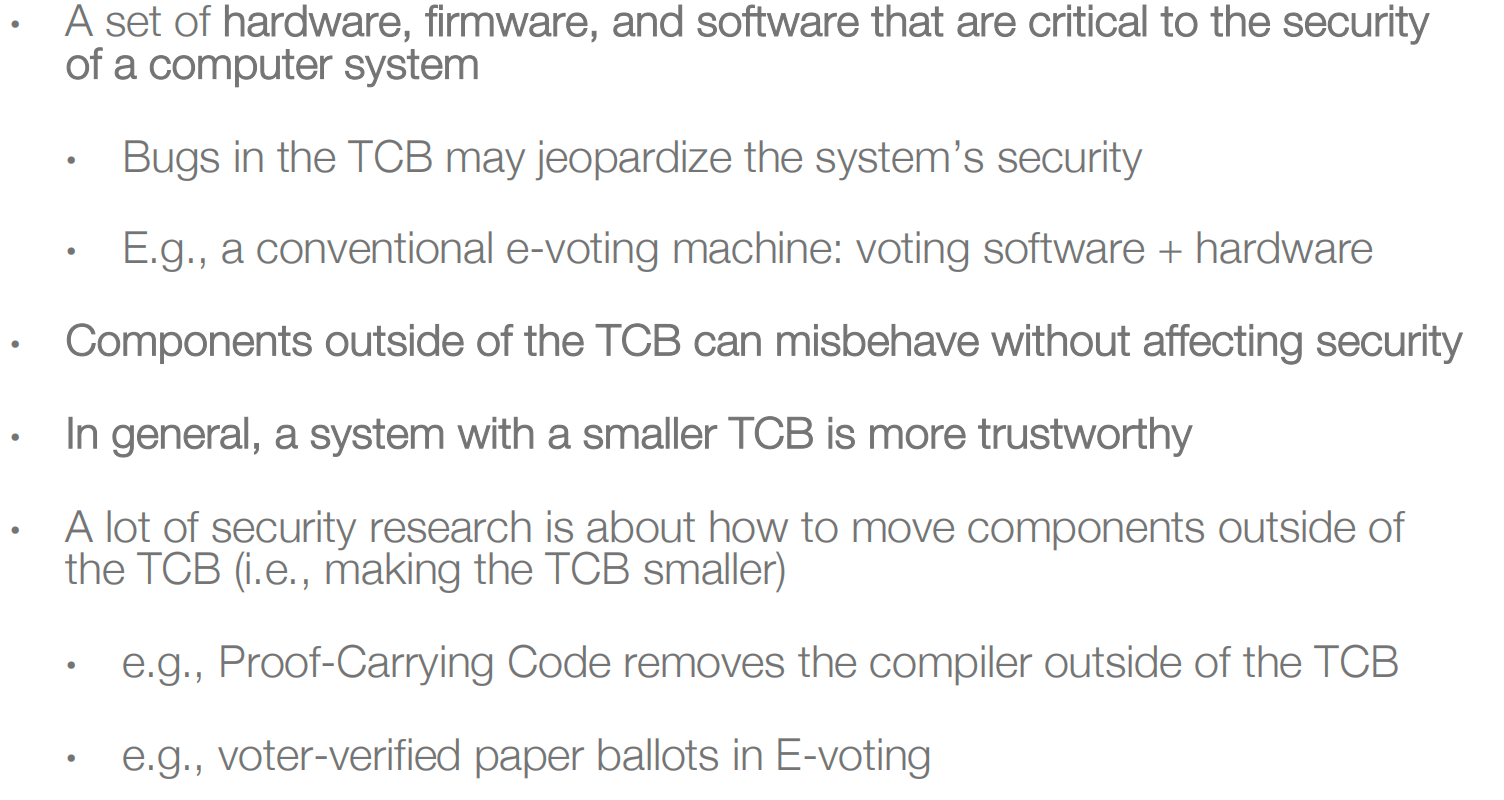 • A set of hardware, firmware, and software that are critical to the security
of a computer system
• Bugs in the TCB may jeopardize the system's security
• E.g., a conventional e-voting machine: voting software + hardware
• Components outside of the TCB can misbehave without affecting security
• In general, a system with a smaller TCB is more trustworthy
• A lot of security research is about how to move components outside of
the TCB (i.e., making the TCB smaller)
• e.g., Proof-Carrying Code removes the compiler outside of the TCB
• e.g., voter-verified paper ballots in E-voting